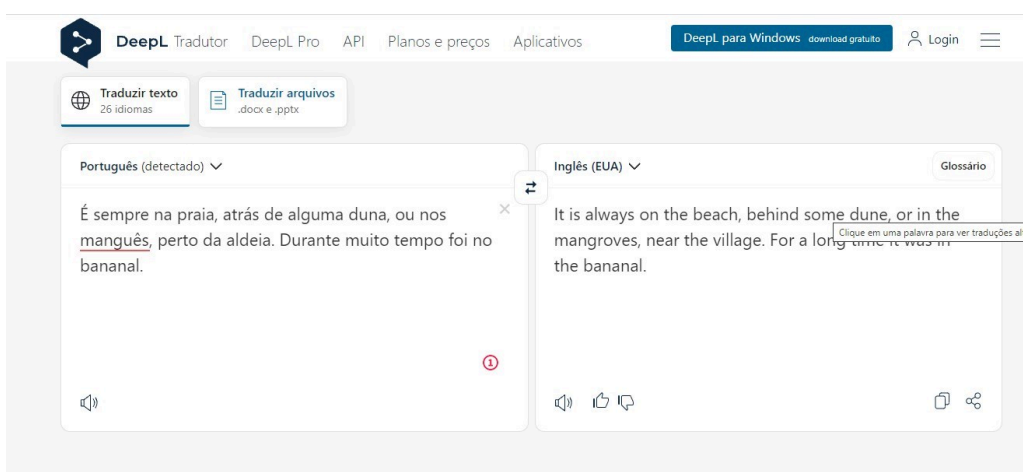 DeepL Tradutor DeepL Pro API Planos e preços Aplicativos DeepL para Windows download gratuito Login
Traduzir texto
26 idiomas
Traduzir arquivos
.docx e .pptx
Português (detectado)
É sempre na praia, atrás de alguma duna, ou nos
manguês, perto da aldeia. Durante muito tempo foi no
bananal.
1
Inglês (EUA)
Glossário
It is always on the beach, behind some dune, or in the
mangroves, near the village. For a long time it was in
the bananal.
Clique em uma palavra para ver traduções al